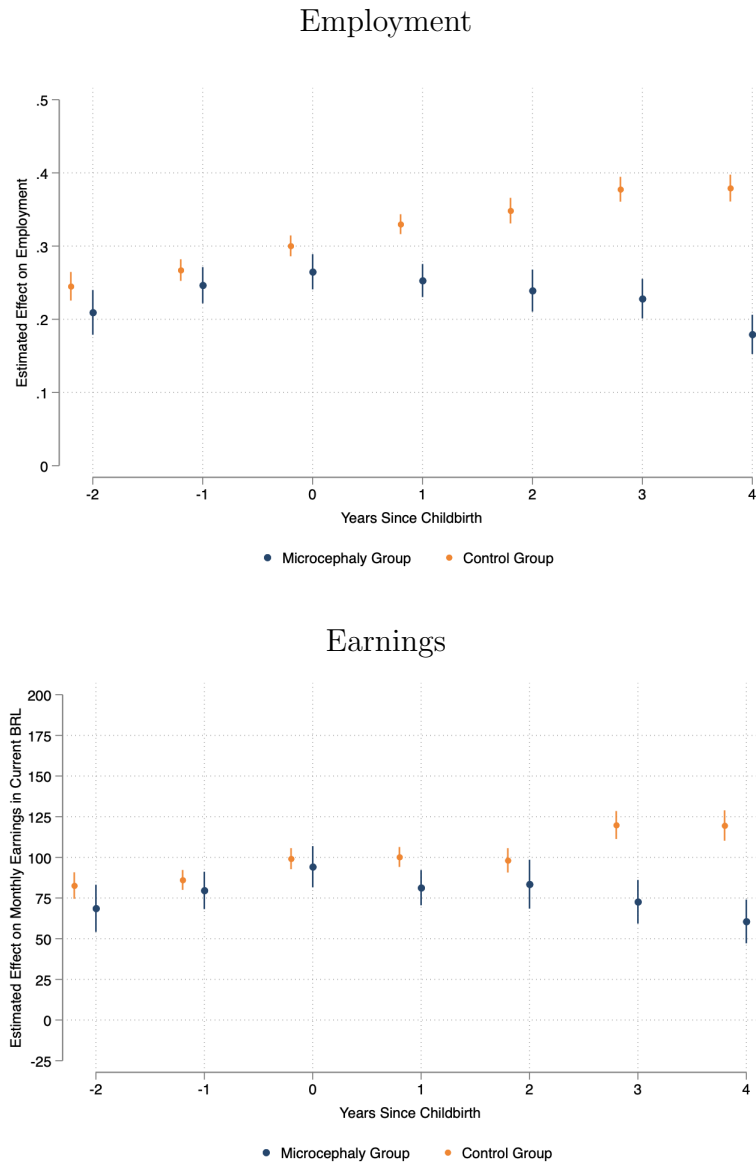 Employment
.5
.4
.3
.2
.1
0
Estimated Effect on Employment
-2 -1 0 1 2 3 4
Years Since Childbirth
Microcephaly Group Control Group
Earnings
200
175
150
125
100
75
50
25
0
-25
Estimated Effect on Monthly Earnings in Current BRL
-2 -1 0 1 2 3 4
Years Since Childbirth
Microcephaly Group Control Group